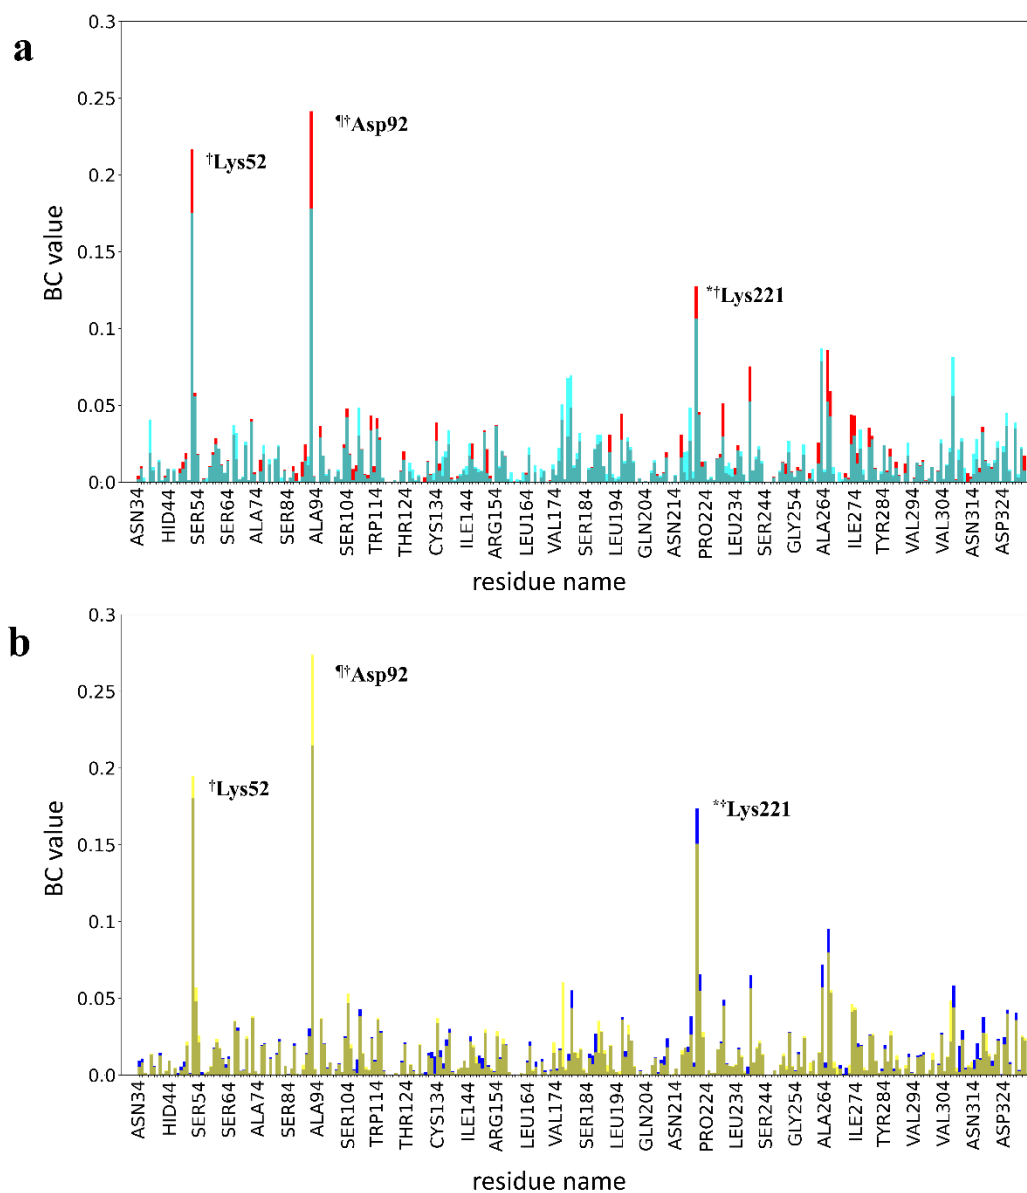 a
0.3
0.25
0.2
0.15
0.1
0.05
0.0
BC value
†Lys52
¶†Asp92
*†Lys221
ASN34
HID44
SER54
SER64
ALA74
SER84
ALA94
SER104
TRP114
THR124
CYS134
ILE144
ARG154
LEU164
VAL174
SER184
LEU194
GLN204
ASN214
PRO224
LEU234
SER244
GLY254
ALA264
ILE274
TYR284
VAL294
VAL304
ASN314
ASP324
residue name
b
0.3
0.25
0.2
0.15
0.1
0.05
0.0
BC value
†Lys52
¶†Asp92
*†Lys221
ASN34
HID44
SER54
SER64
ALA74
SER84
ALA94
SER104
TRP114
THR124
CYS134
ILE144
ARG154
LEU164
VAL174
SER184
LEU194
GLN204
ASN214
PRO224
LEU234
SER244
GLY254
ALA264
ILE274
TYR284
VAL294
VAL304
ASN314
ASP324
residue name